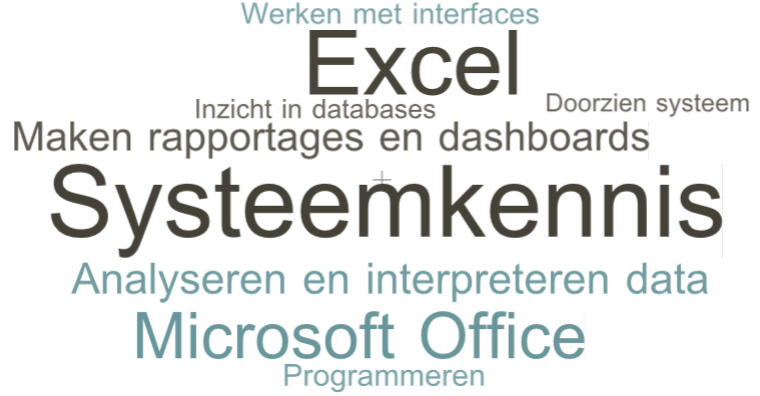 Werken met interfaces
Excel
Inzicht in databases
Doorzien systeem
Maken rapportages en dashboards
Systeemkennis
Analyseren en interpreteren data
Microsoft Office
Programmeren